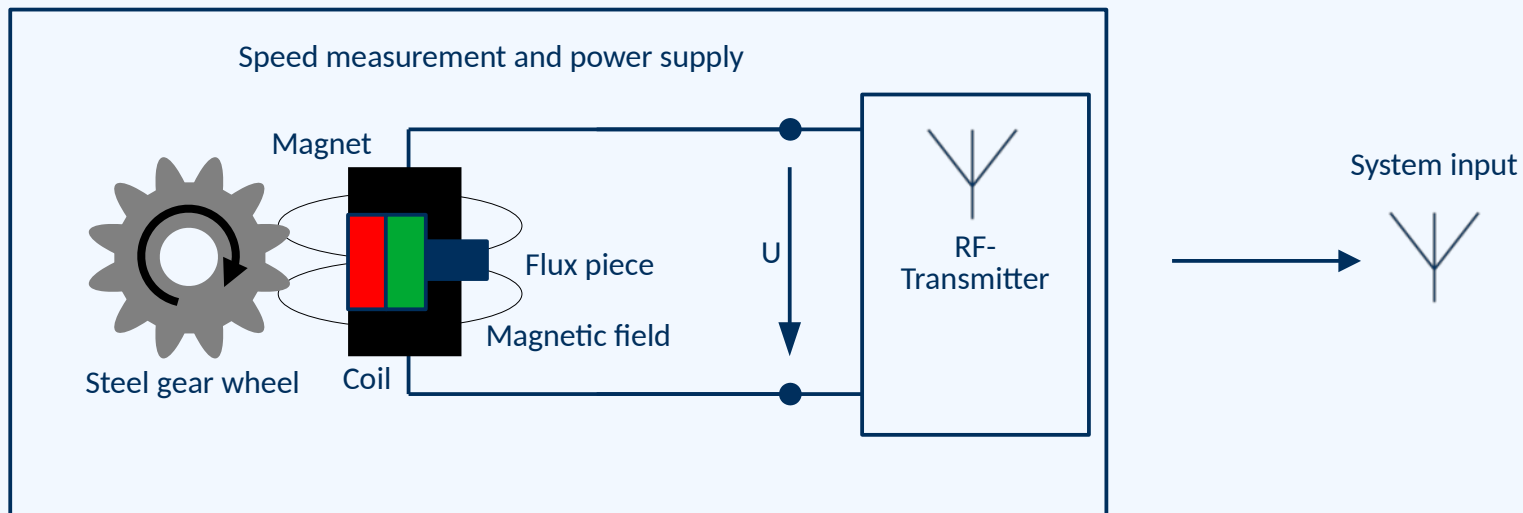 Speed measurement and power supply
Magnet
System input
U
RF-
Transmitter
Flux piece
Magnetic field
Coil
Steel gear wheel